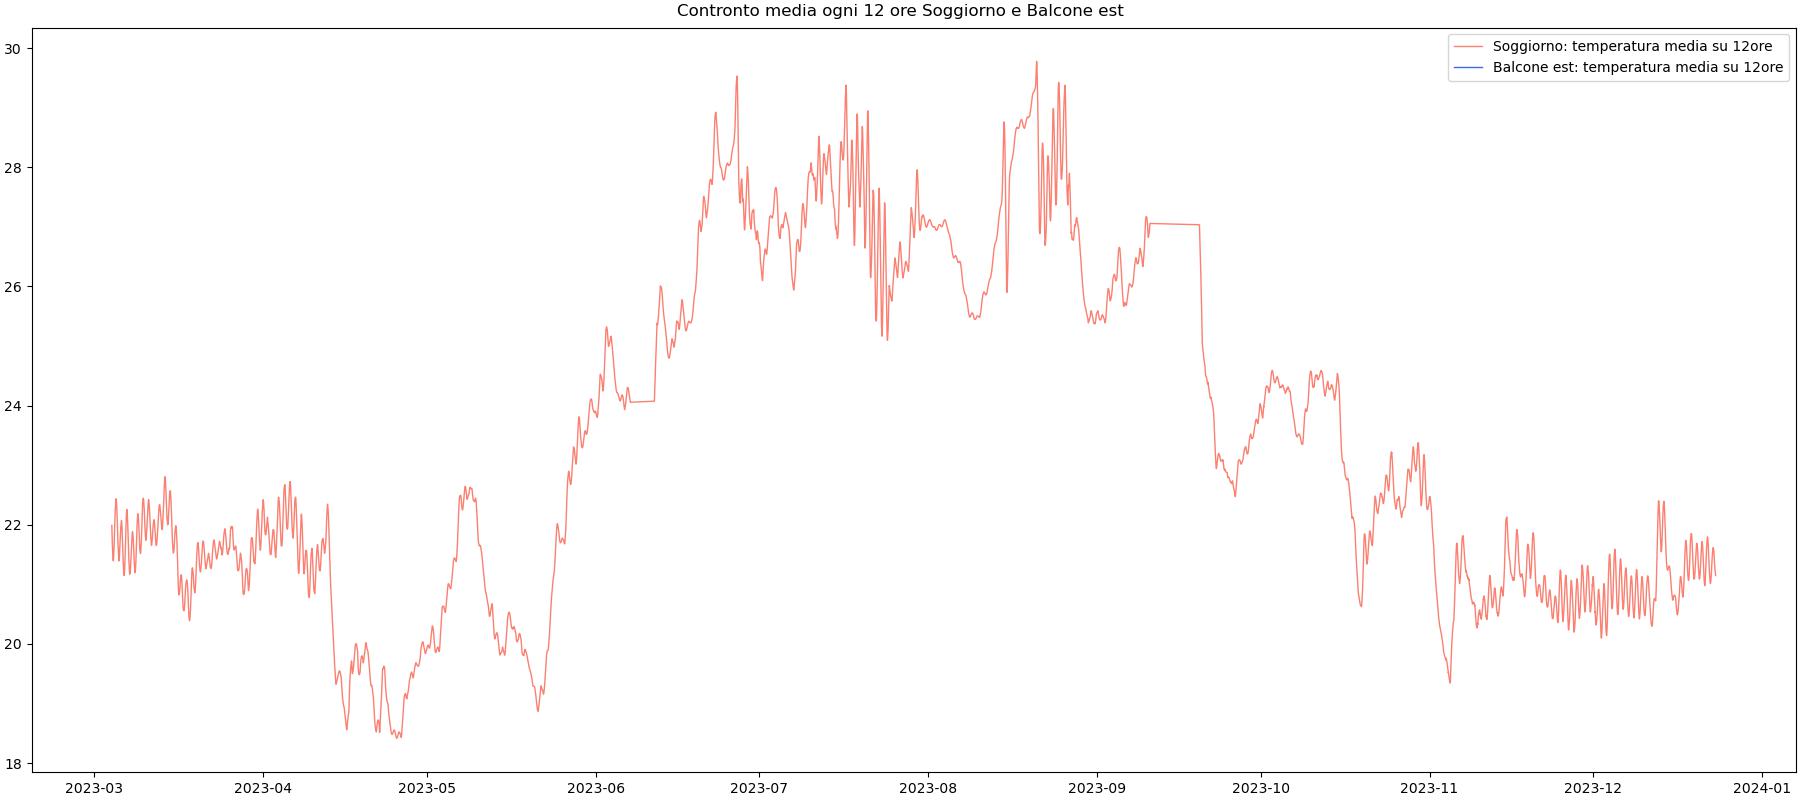 Contronto media ogni 12 ore Soggiorno e Balcone est
Soggiorno: temperatura media su 12ore
Balcone est: temperatura media su 12ore
30
28
26
24
22
20
18
2023-03 2023-04 2023-05 2023-06 2023-07 2023-08 2023-09 2023-10 2023-11 2023-12 2024-01